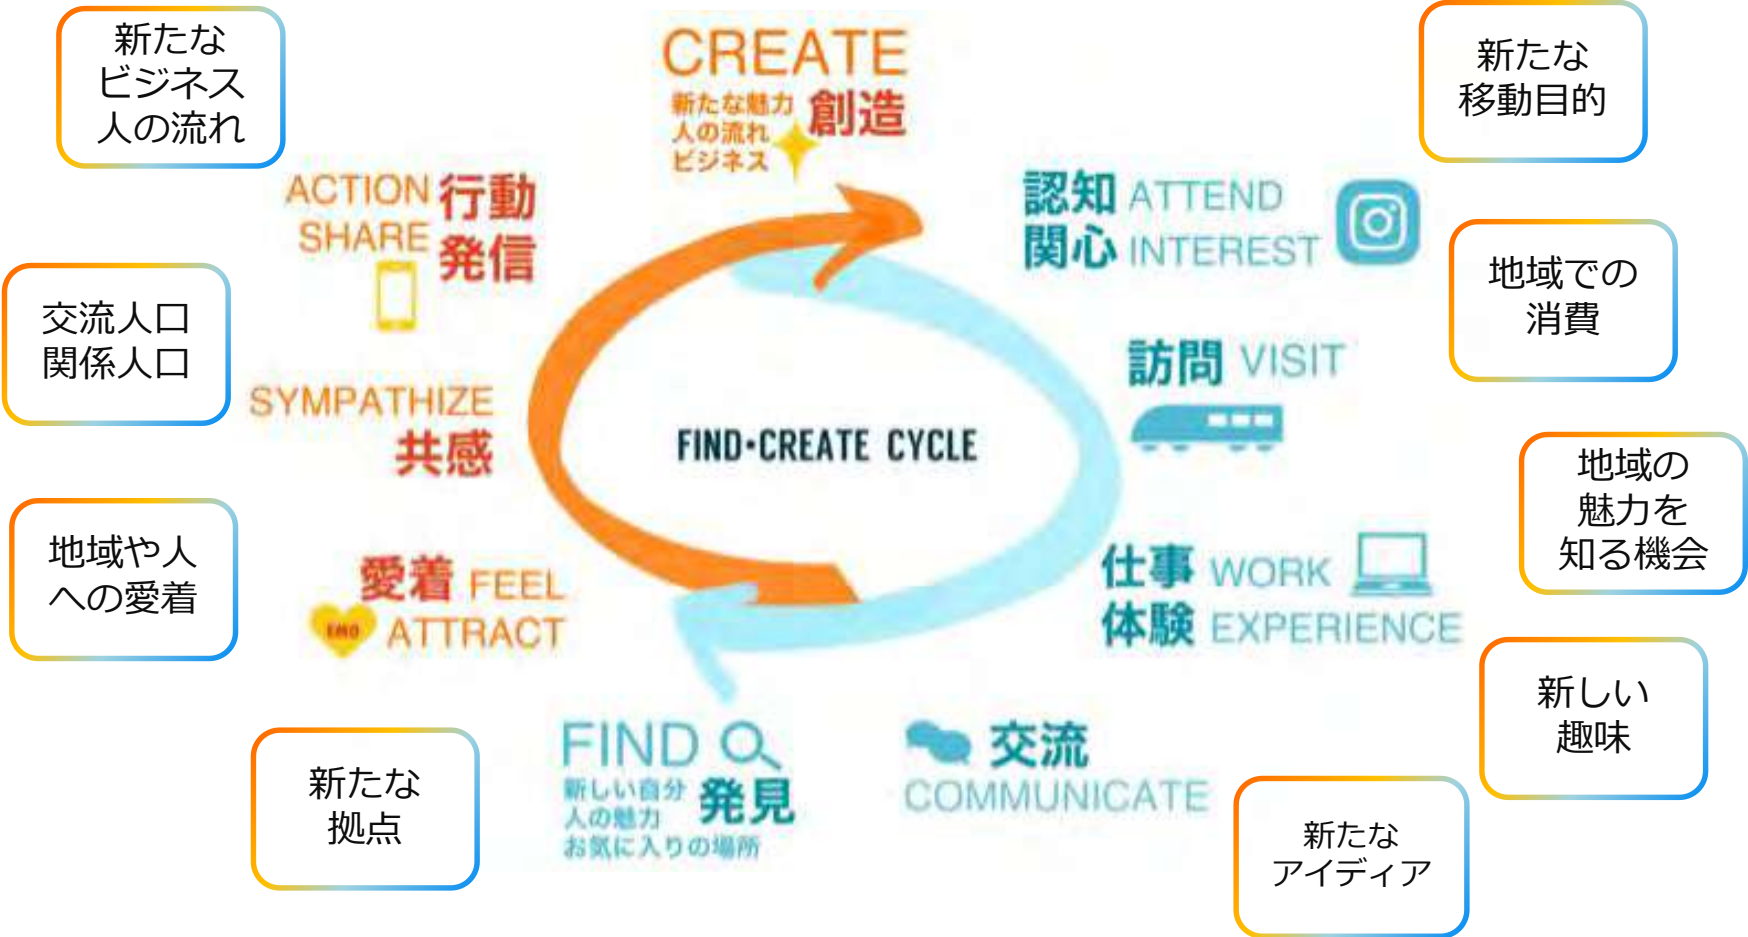 新たな
ビジネス
人の流れ
CREATE
新たな魅力
人の流れ
ビジネス
創造
新たな
移動目的
ACTION 行動
SHARE 発信
認知 ATTEND
関心 INTEREST
地域での
消費
交流人口
関係人口
訪問 VISIT
SYMPATHIZE
共感
FIND・CREATE CYCLE
地域の
魅力を
知る機会
地域や人
への愛着
愛着 FEEL
EMO ATTRACT
仕事 WORK
体験 EXPERIENCE
新しい
趣味
FIND
新しい自分
人の魅力
お気に入りの場所
発見
交流
COMMUNICATE
新たな
拠点
新たな
アイディア